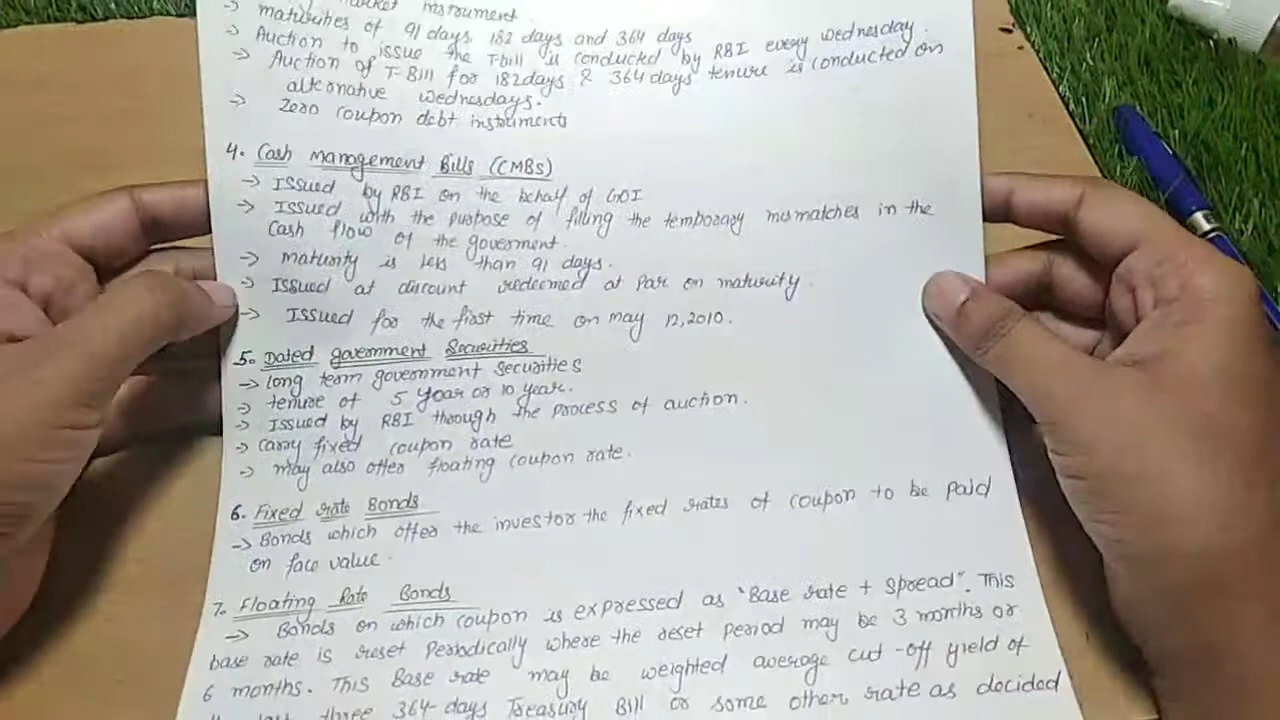 market instrument
→ maturities of 91 days 182 days and 364 days
→ Auction to issue the T-bill is conducted by RBI every wednesday.
→ Auction of T-Bill for 182days & 364days tenure is conducted on
alternative wednesdays.
→ Zero coupon debt instruments
4. Cash management Bills (CMBs)
→ Issued by RBI on the behalf of GOI
→ Issued with the purpose of filling the temporary mismatches in the
cash flow of the goverment.
→ maturity is less than 91 days.
→ Issued at discount redeemed at par on maturity.
→ Issued for the first time on may 12,2010.
5. Dated government Securities
→ long term government securities
→ tenure of 5 year or 10 year.
→ Issued by RBI through the process of auction.
→ carry fixed coupon rate
→ may also offer floating coupon rate.
6. Fixed rate Bonds
→ Bonds which offer the investor the fixed rates of coupon to be paid
on face value.
7. Floating Rate Bonds
→ Bonds on which coupon is expressed as "Base rate + spread". This
base rate is reset periodically where the reset period may be 3 months or
6 months. This Base rate may be weighted average cut-off yield of
last three 364-days Treasury Bill or some other rate as decided